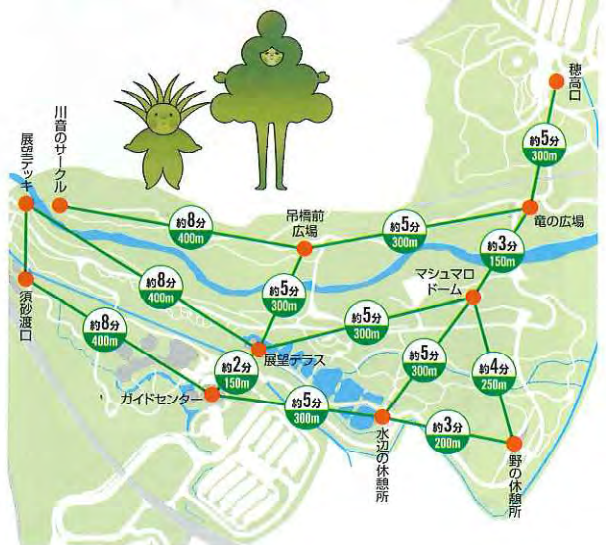 穂高口
約5分
300m
川音のサークル
展望デッキ
約8分
400m
吊橋前
広場
約5分
300m
竜の広場
約3分
150m
マシュマロ
ドーム
須砂渡口
約8分
400m
約5分
300m
約5分
300m
約8分
400m
展望テラス
約2分
150m
約5分
300m
約4分
250m
ガイドセンター
約5分
300m
約3分
200m
水辺の休憩所
野の休憩所